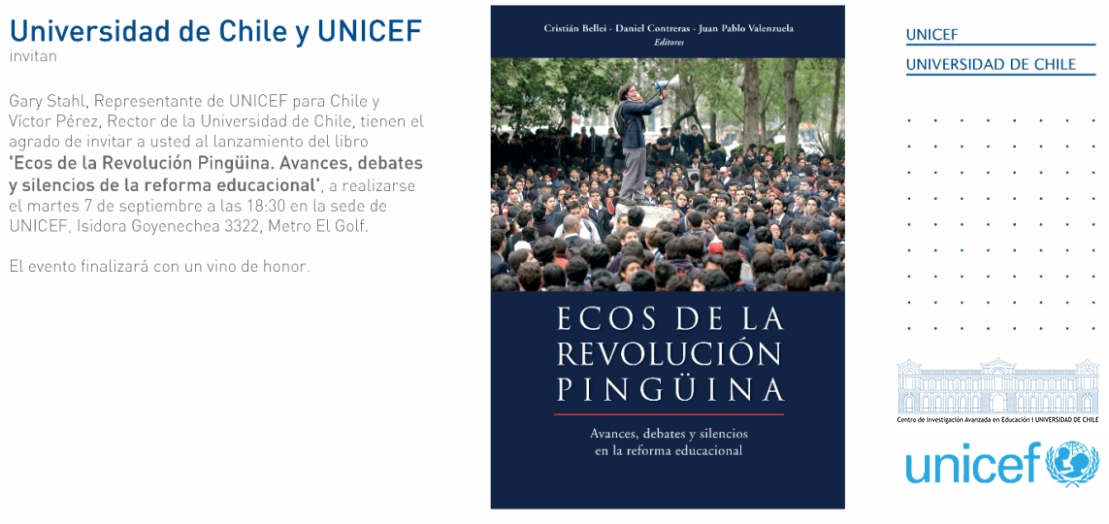 Universidad de Chile y UNICEF
invitan
Gary Stahl, Representante de UNICEF para Chile y
Víctor Pérez, Rector de la Universidad de Chile, tienen el
agrado de invitar a usted al lanzamiento del libro
'Ecos de la Revolución Pingüina. Avances, debates
y silencios de la reforma educacional', a realizarse
el martes 7 de septiembre a las 18:30 en la sede de
UNICEF, Isidora Goyenechea 3322, Metro El Golf.
El evento finalizará con un vino de honor.
Cristián Bellei · Daniel Contreras · Juan Pablo Valenzuela
Editores
ECOS DE LA
REVOLUCIÓN
PINGÜINA
Avances, debates y silencios
en la reforma educacional
UNICEF
UNIVERSIDAD DE CHILE
Centro de Investigación Avanzada en Educación | UNIVERSIDAD DE CHILE
unicef